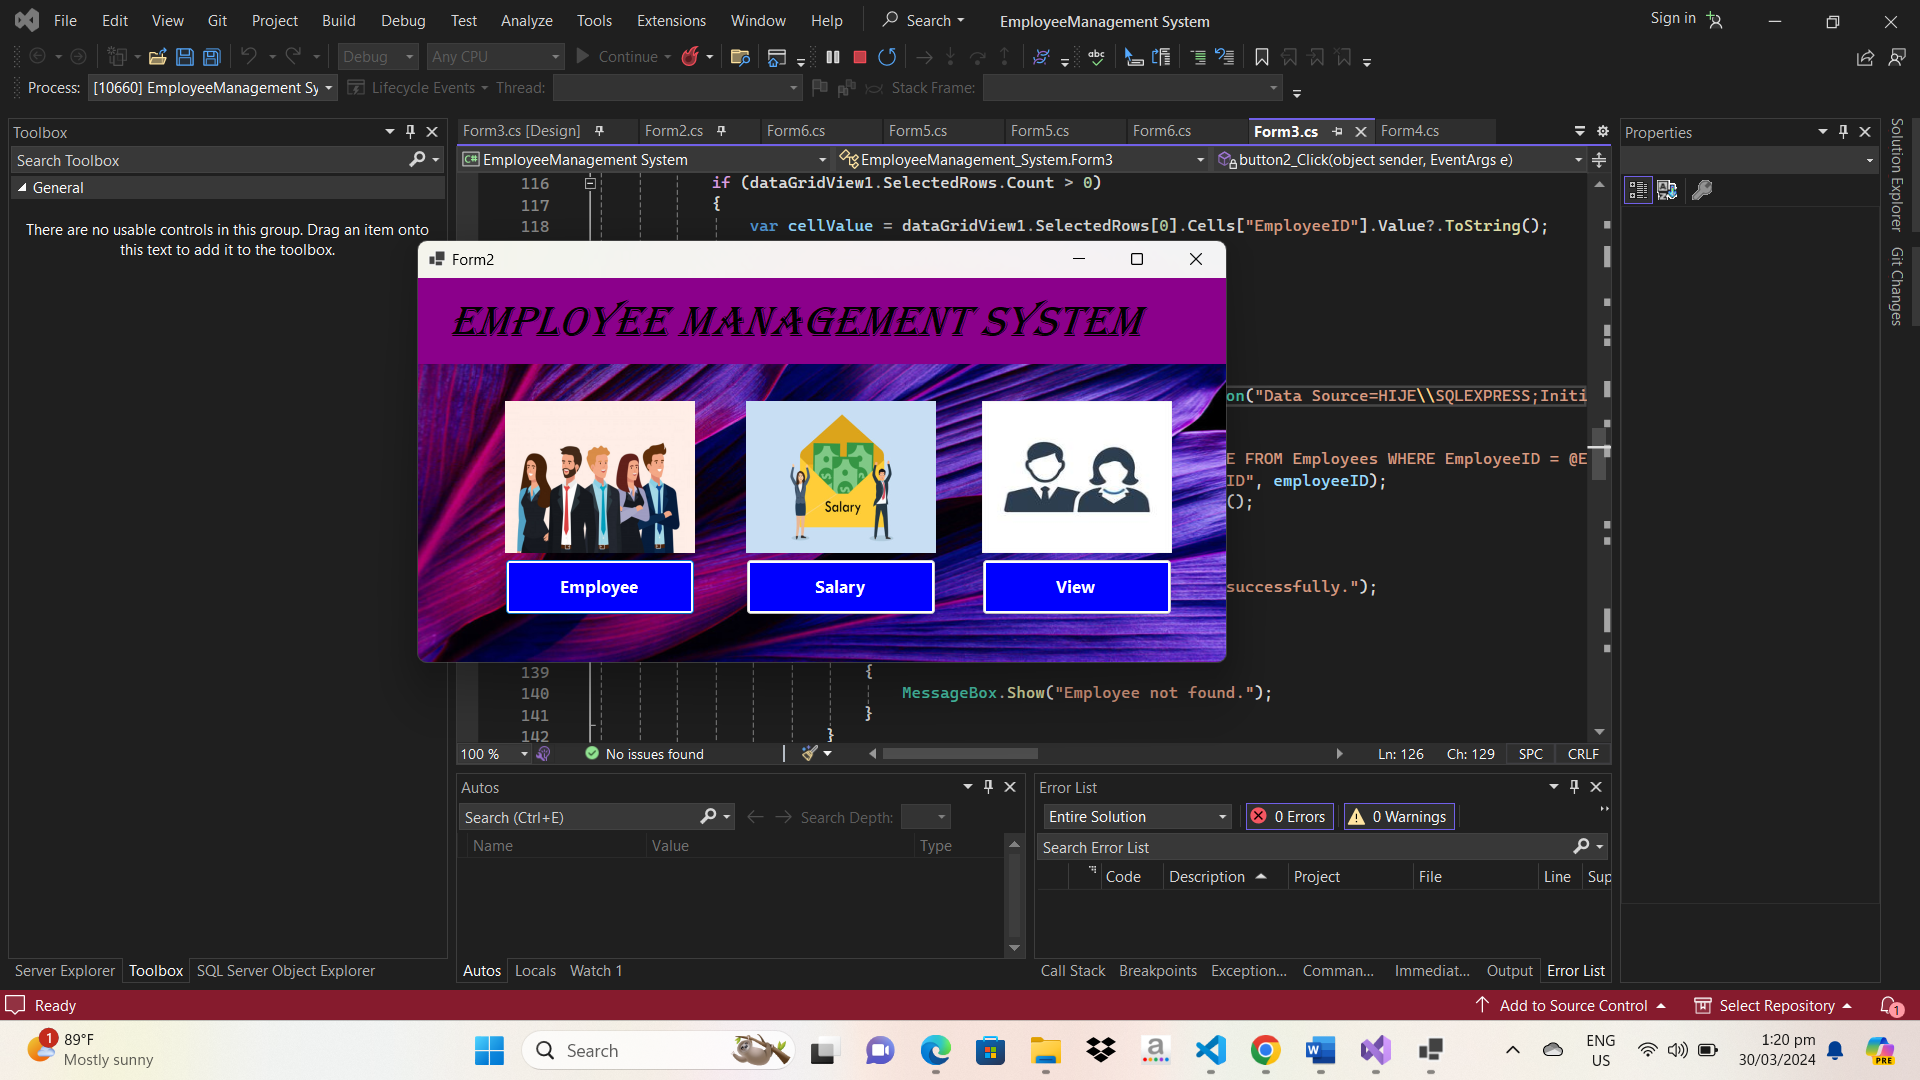 File Edit View Git Project Build Debug Test Analyze Tools Extensions Window Help Search EmployeeManagement System Sign in
Debug Any CPU Continue
Process: [10660] EmployeeManagement Sy Lifecycle Events Thread: Stack Frame:
Toolbox
Search Toolbox
General
There are no usable controls in this group. Drag an item onto
this text to add it to the toolbox.
Form3.cs [Design] Form2.cs Form6.cs Form5.cs Form5.cs Form6.cs Form3.cs Form4.cs
EmployeeManagement System EmployeeManagement_System.Form3 button2_Click(object sender, EventArgs e)
116 if (dataGridView1.SelectedRows.Count > 0)
117 {
118 var cellValue = dataGridView1.SelectedRows[0].Cells["EmployeeID"].Value?.ToString();
Form2
EMPLOYEE MANAGEMENT SYSTEM
Salary
Employee Salary View
on("Data Source=HIJE\\SQLEXPRESS;Initi
E FROM Employees WHERE EmployeeID = @E
ID", employeeID);
();
successfully.");
139 {
140 MessageBox.Show("Employee not found.");
141 }
142 }
100 % No issues found Ln: 126 Ch: 129 SPC CRLF
Autos
Search (Ctrl+E) Search Depth:
Name Value Type
Error List
Entire Solution 0 Errors 0 Warnings
Search Error List
Code Description Project File Line Sup
Properties
Solution Explorer
Git Changes
Server Explorer Toolbox SQL Server Object Explorer
Autos Locals Watch 1
Call Stack Breakpoints Exception... Comman... Immediat... Output Error List
Ready Add to Source Control Select Repository 1
1 89°F
Mostly sunny
Search
a
ENG
US
1:20 pm
30/03/2024
PRE